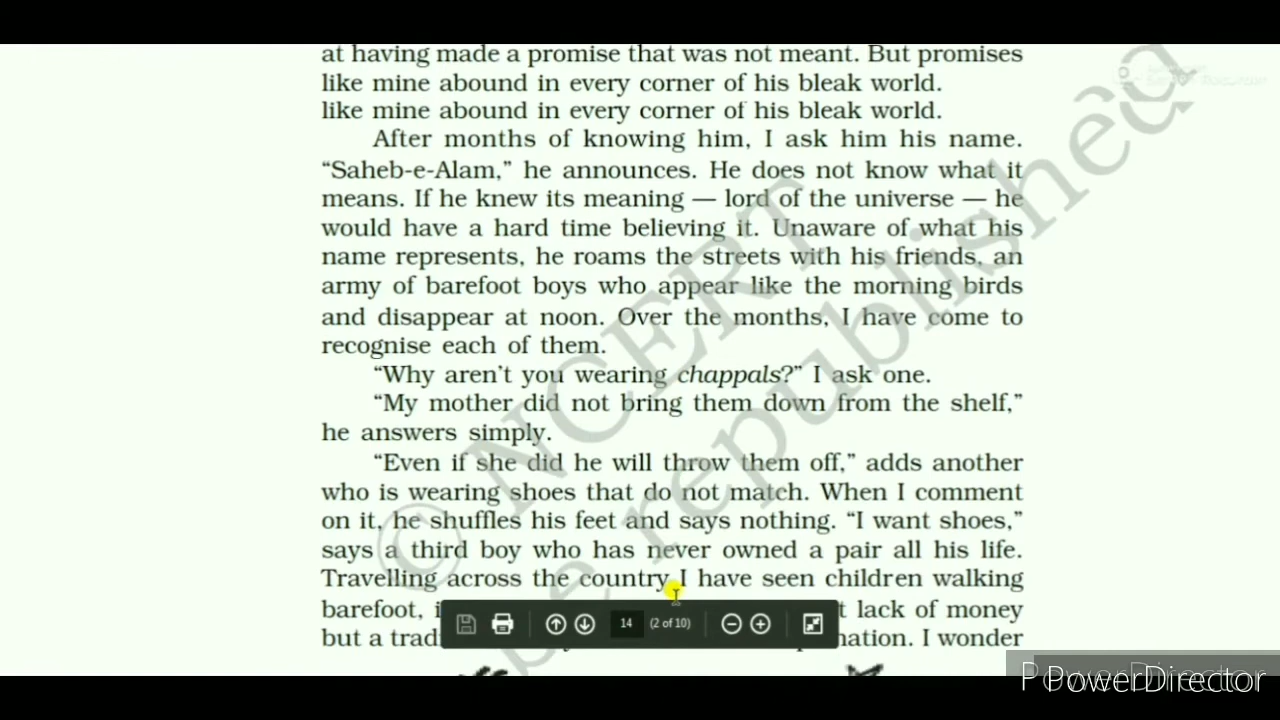 at having made a promise that was not meant. But promises
like mine abound in every corner of his bleak world.
like mine abound in every corner of his bleak world.
After months of knowing him, I ask him his name.
“Saheb-e-Alam,” he announces. He does not know what it
means. If he knew its meaning — lord of the universe — he
would have a hard time believing it. Unaware of what his
name represents, he roams the streets with his friends, an
army of barefoot boys who appear like the morning birds
and disappear at noon. Over the months, I have come to
recognise each of them.
“Why aren’t you wearing chappals?” I ask one.
“My mother did not bring them down from the shelf,”
he answers simply.
“Even if she did he will throw them off,” adds another
who is wearing shoes that do not match. When I comment
on it, he shuffles his feet and says nothing. “I want shoes,”
says a third boy who has never owned a pair all his life.
Travelling across the country I have seen children walking
barefoot, lack of money
but a I wonder
14 (2 of 10)
© NCERT
be republished
PowerDirector